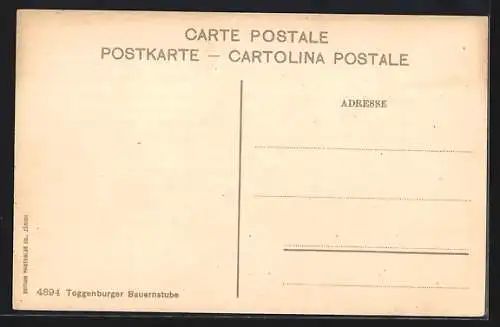 CARTE POSTALE
POSTKARTE — CARTOLINA POSTALE
ADRESSE
4894 Toggenburger Bauernstube